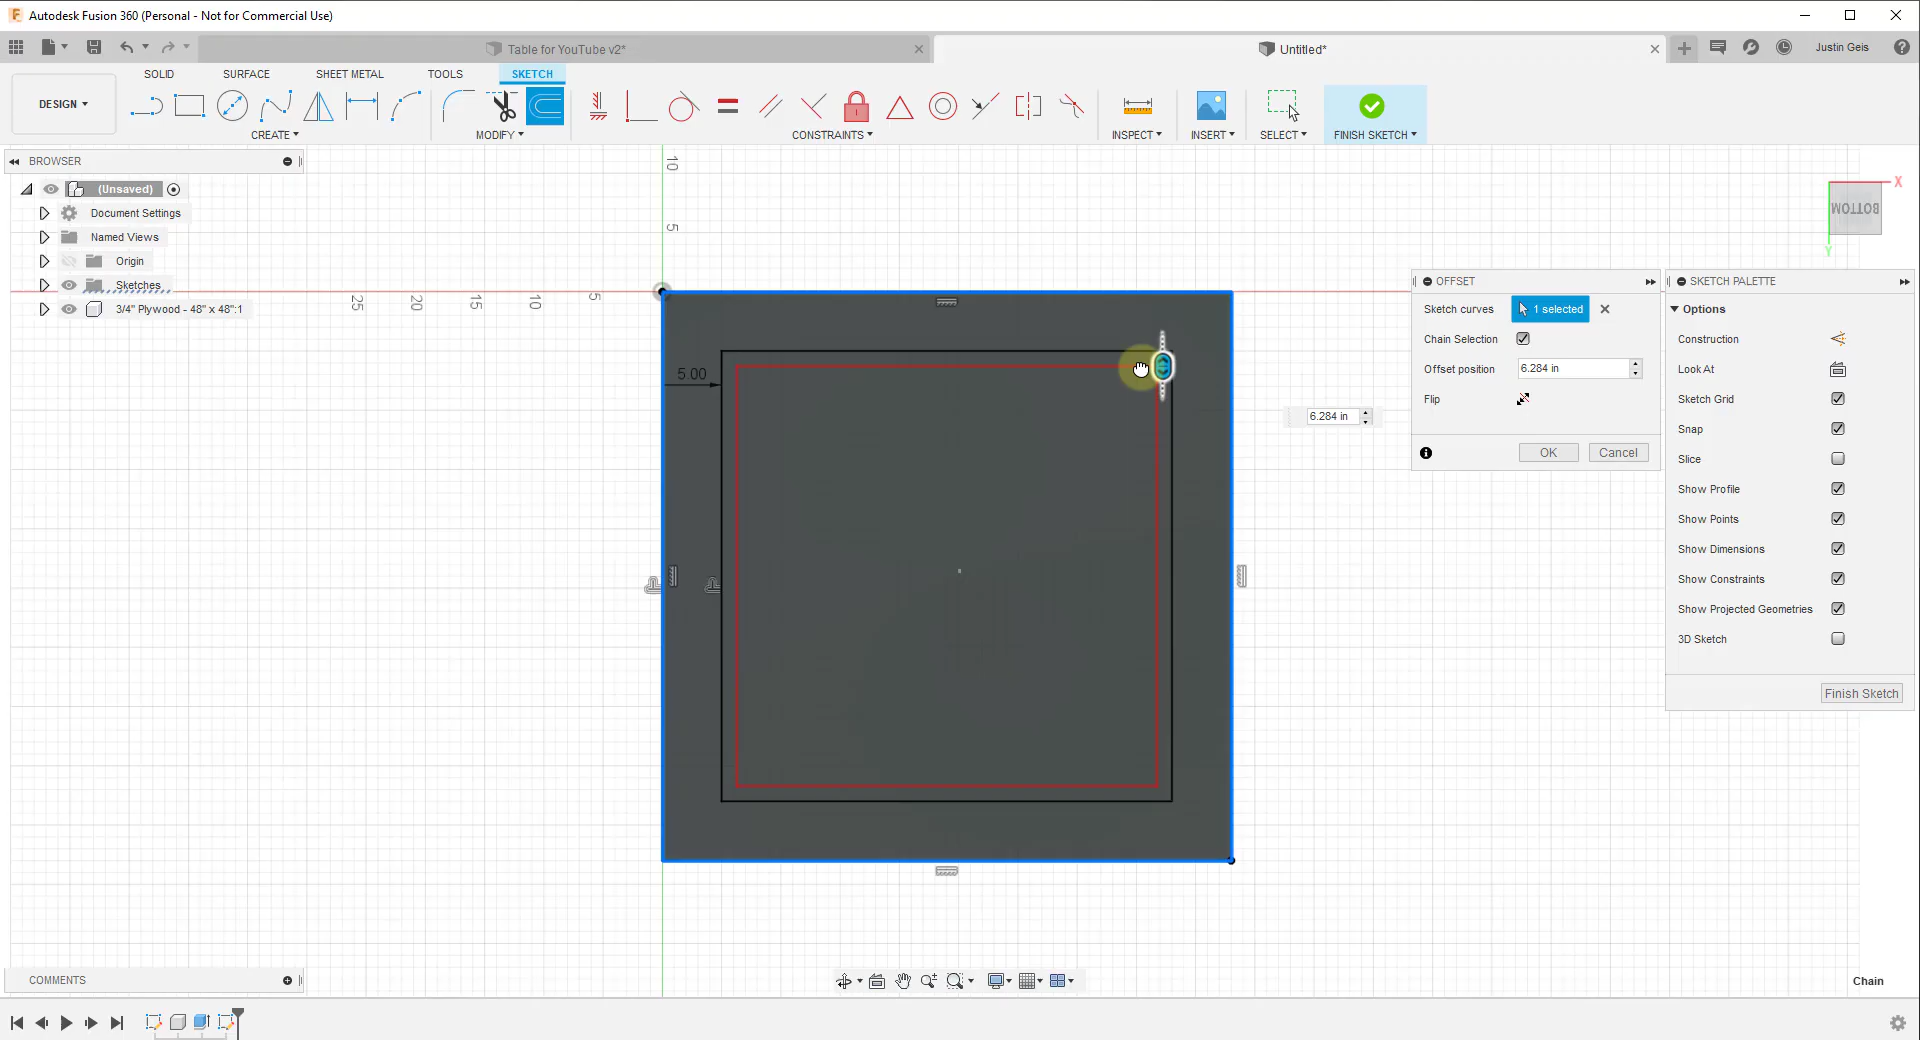 Autodesk Fusion 360 (Personal - Not for Commercial Use)
Table for YouTube v2*
Untitled*
Justin Geis
SOLID SURFACE SHEET METAL TOOLS SKETCH
DESIGN
CREATE MODIFY CONSTRAINTS INSPECT INSERT SELECT FINISH SKETCH
BROWSER
(Unsaved)
Document Settings
Named Views
Origin
Sketches
3/4" Plywood - 48" x 48":1
10
5
25 20 15 10 5
X
BOTTOM
Y
5.00
6.284 in
OFFSET
Sketch curves 1 selected
Chain Selection
Offset position 6.284 in
Flip
OK Cancel
SKETCH PALETTE
Options
Construction
Look At
Sketch Grid
Snap
Slice
Show Profile
Show Points
Show Dimensions
Show Constraints
Show Projected Geometries
3D Sketch
Finish Sketch
COMMENTS
Chain